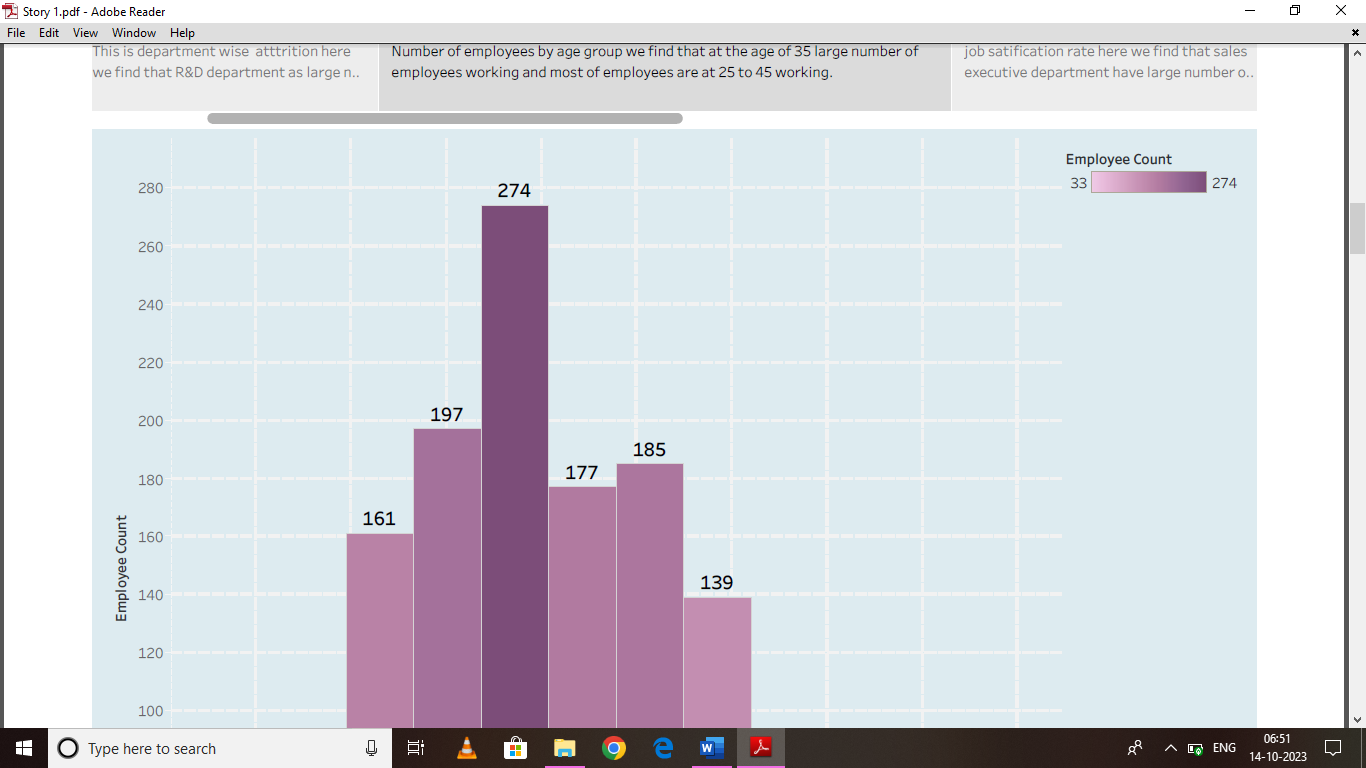 Story 1.pdf - Adobe Reader
File Edit View Window Help
This is department wise atttrition here
we find that R&D department as large n..
Number of employees by age group we find that at the age of 35 large number of
employees working and most of employees are at 25 to 45 working.
job satification rate here we find that sales
executive department have large number o..
Employee Count
33 274
280
260
240
220
200
180
160
140
120
100
Employee Count
161
197
274
177
185
139
Type here to search
W
ENG
06:51
14-10-2023